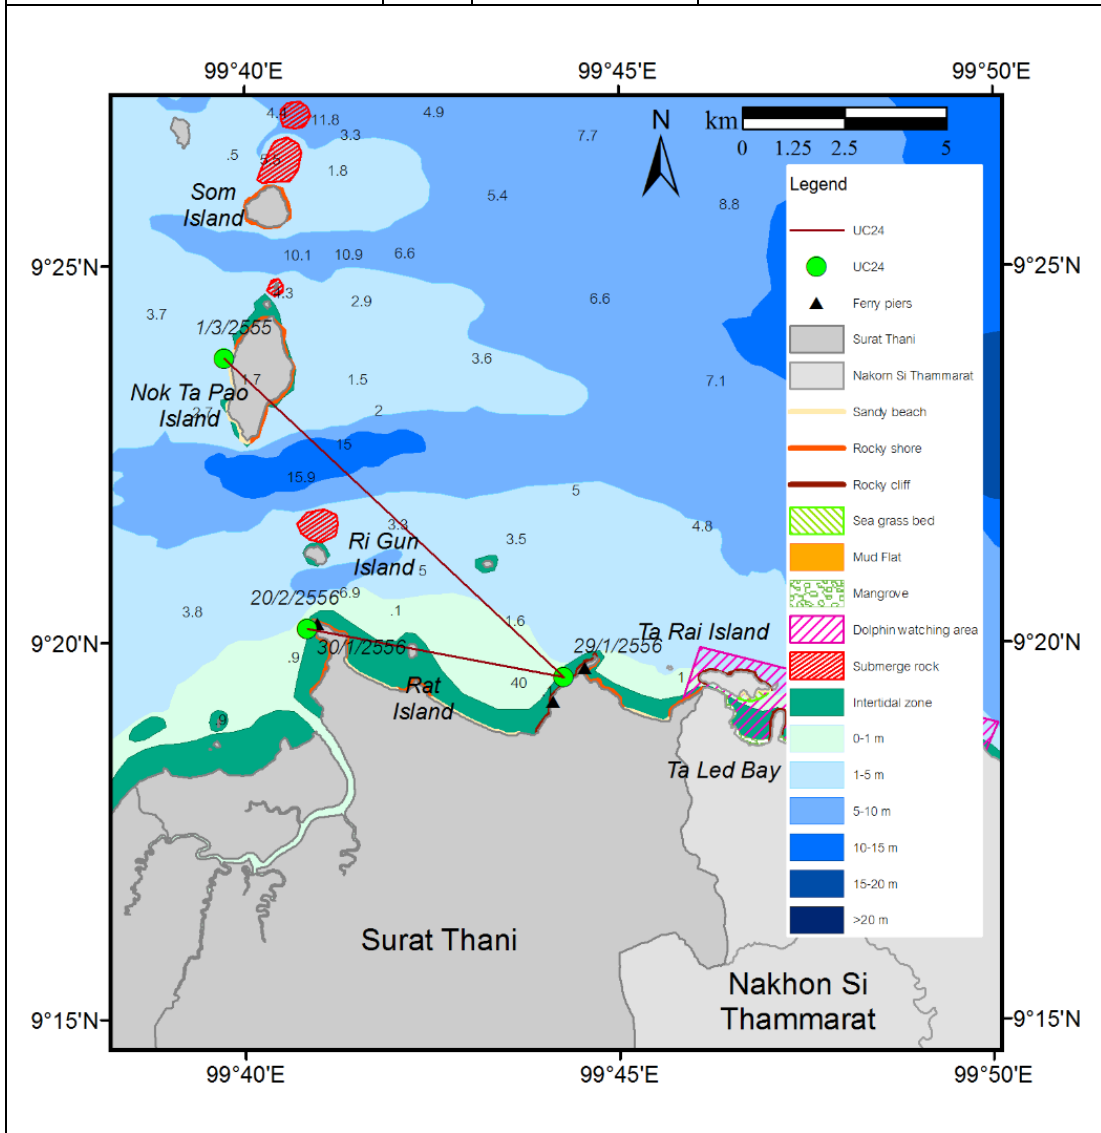 99°40'E
99°45'E
99°50'E
4.4
11.8
4.9
3.3
7.7
N
km
0
1.25
2.5
5
.5
5.5
1.8
Legend
Som
Island
5.4
8.8
UC24
10.1
10.9
6.6
9°25'N
9°25'N
UC24
4.3
2.9
6.6
Ferry piers
3.7
1/3/2555
Surat Thani
3.6
1.7
1.5
7.1
Nakorn Si Thammarat
Nok Ta Pao
Island
2.7
2
Sandy beach
15
Rocky shore
15.9
5
Rocky cliff
3.3
3.5
4.8
Sea grass bed
Ri Gun
Island
5
Mud Flat
20/2/2556
6.9
Mangrove
3.8
.1
1.6
9°20'N
9°20'N
Ta Rai Island
Dolphin watching area
30/1/2556
29/1/2556
.9
Submerge rock
Rat
Island
40
1
Intertidal zone
.9
0-1 m
Ta Led Bay
1-5 m
5-10 m
10-15 m
15-20 m
>20 m
Surat Thani
Nakhon Si
Thammarat
9°15'N
9°15'N
99°40'E
99°45'E
99°50'E